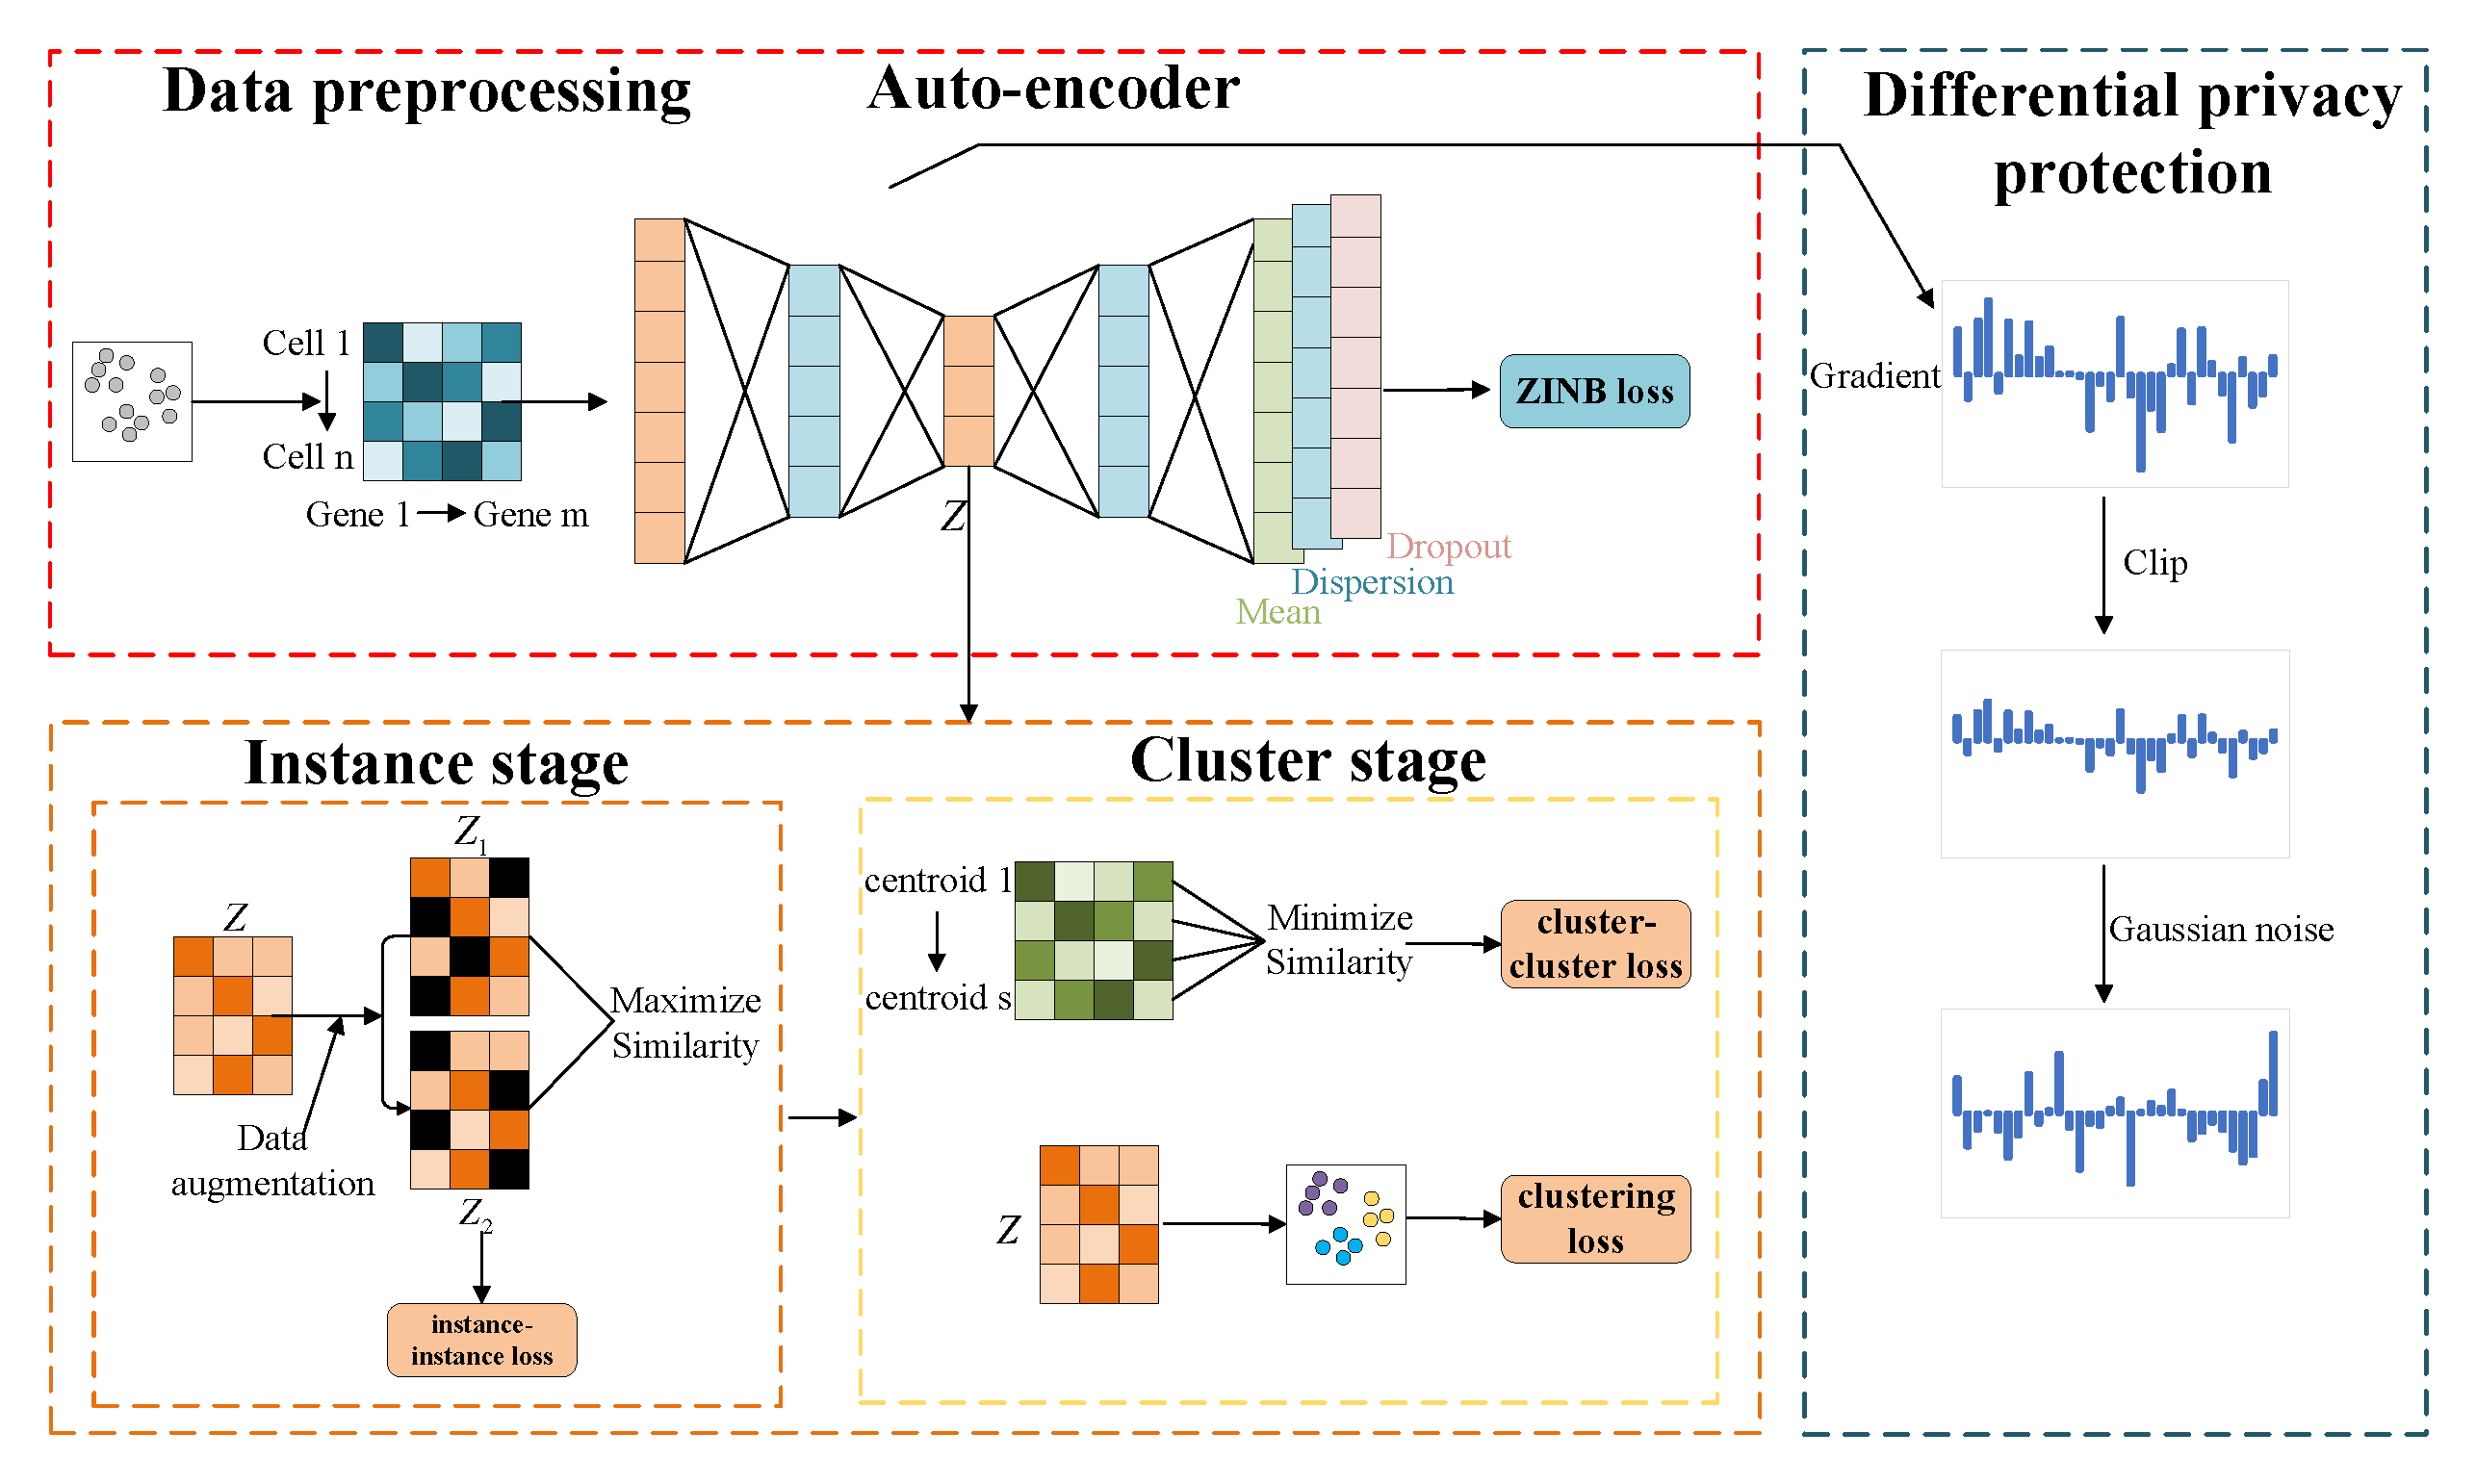 Data preprocessing
Auto-encoder
Cell 1
Cell n
Gene 1
Gene m
Z
Mean
Dispersion
Dropout
ZINB loss
Differential privacy
protection
Gradient
Clip
Gaussian noise
Instance stage
Z
Data
augmentation
Z1
Z2
Maximize
Similarity
instance-
instance loss
Cluster stage
centroid 1
centroid s
Minimize
Similarity
cluster-
cluster loss
Z
clustering
loss